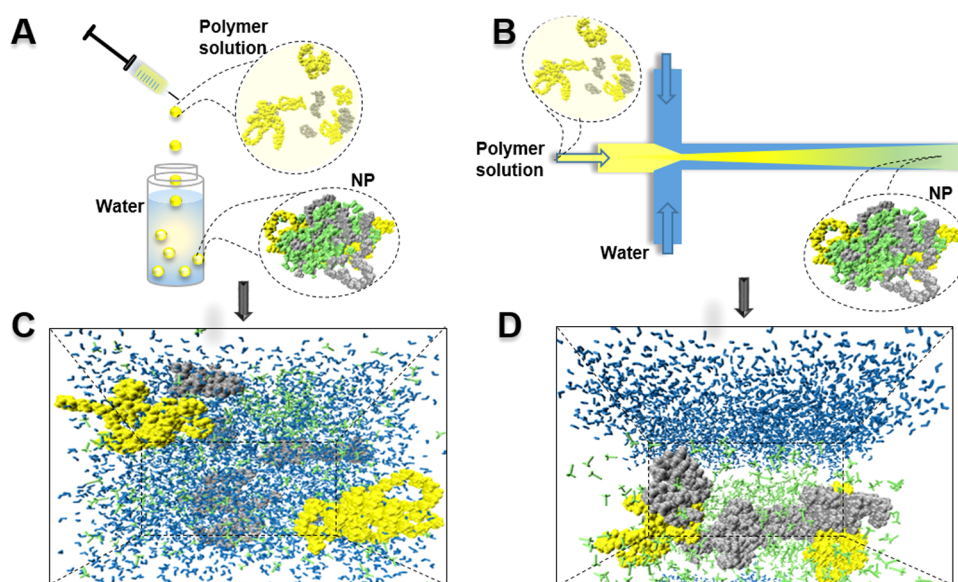 A
Polymer
solution
Water
NP
B
Polymer
solution
Water
NP
C
D